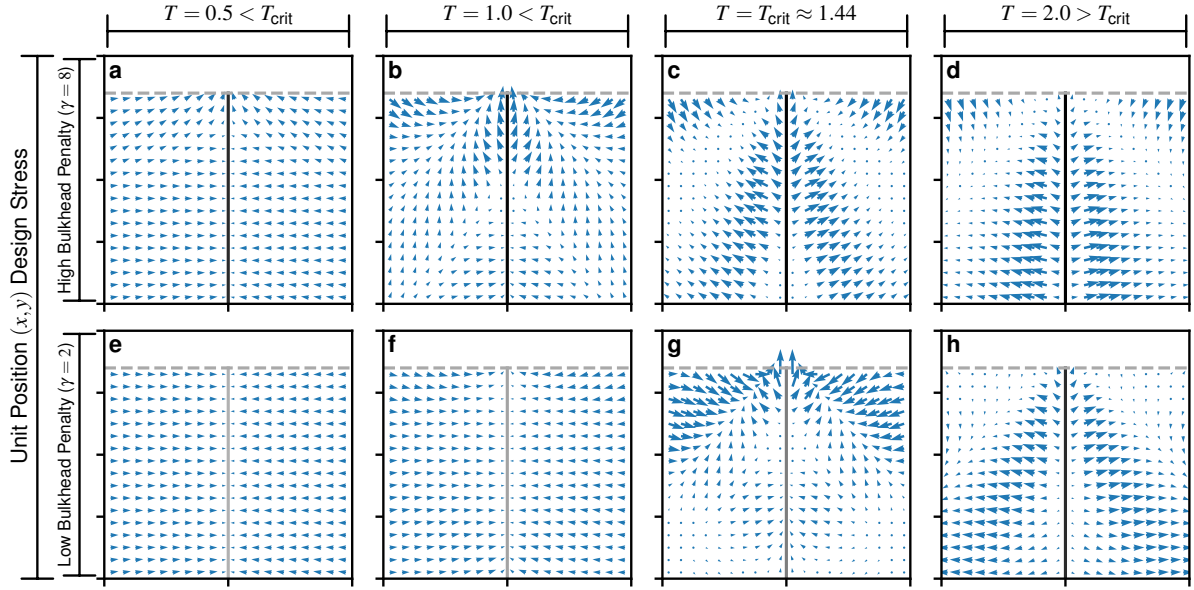 T = 0.5 < T_crit
T = 1.0 < T_crit
T = T_crit ≈ 1.44
T = 2.0 > T_crit
Unit Position (x,y) Design Stress
High Bulkhead Penalty (γ = 8)
a
b
c
d
Low Bulkhead Penalty (γ = 2)
e
f
g
h